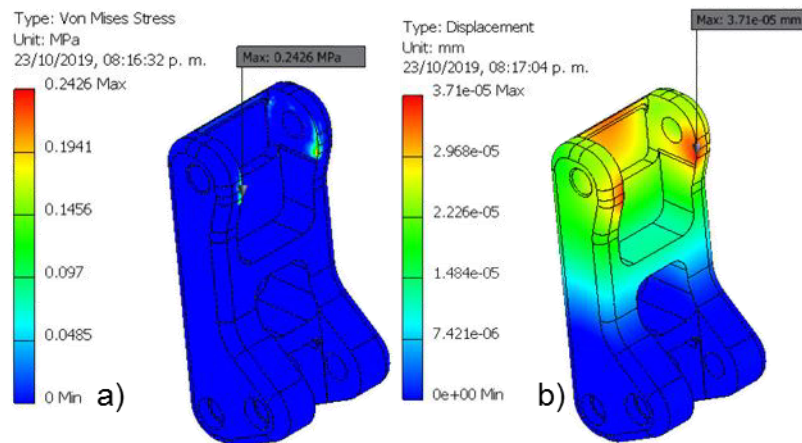 Type: Von Mises Stress
Unit: MPa
23/10/2019, 08:16:32 p. m.
0.2426 Max
0.1941
0.1456
0.097
0.0485
0 Min
Max: 0.2426 MPa
a)
Type: Displacement
Unit: mm
23/10/2019, 08:17:04 p. m.
3.71e-05 Max
2.968e-05
2.226e-05
1.484e-05
7.421e-06
0e+00 Min
Max: 3.71e-05 mm
b)